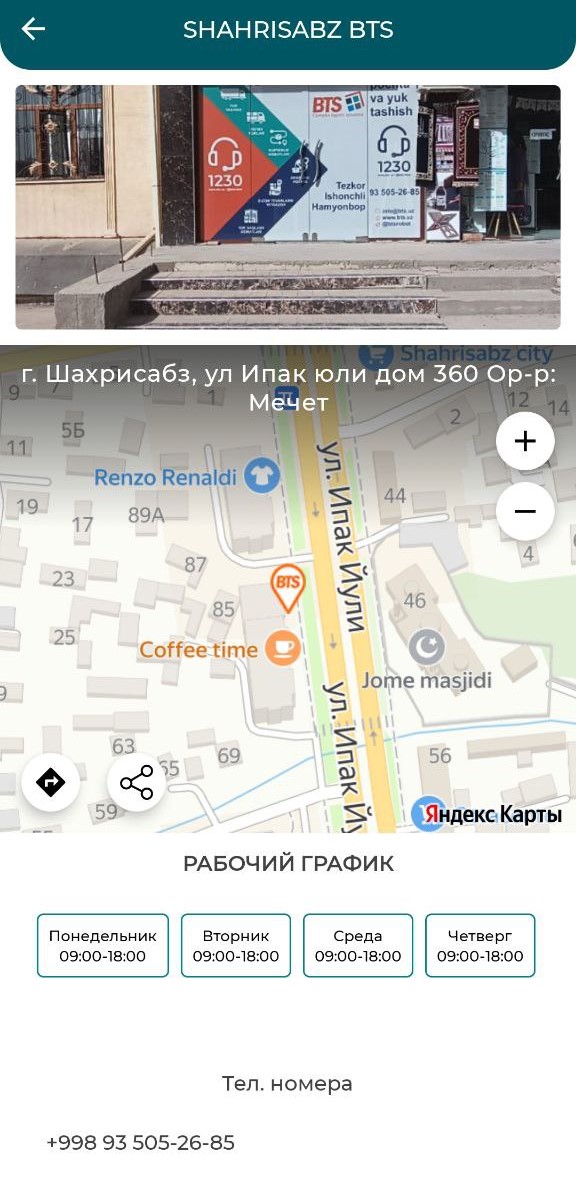 SHAHRISABZ BTS
BTS
va yuk
tashish
1230
1230
Tezkor
Ishonchli
Hamyonbop
93 505-26-85
г. Шахрисабз, ул Ипак юли дом 360 Ор-р:
Мечет
Shahrisabz city
9
7
1
12
14
2
5Б
11
Renzo Renaldi
ул. Ипак Йули
44
19
17
89А
4
87
BTS
23
85
46
25
Coffee time
Jome masjidi
ул. Ипак Йу
63
65
69
56
59
Яндекс Карты
РАБОЧИЙ ГРАФИК
Понедельник
09:00-18:00
Вторник
09:00-18:00
Среда
09:00-18:00
Четверг
09:00-18:00
Тел. номера
+998 93 505-26-85